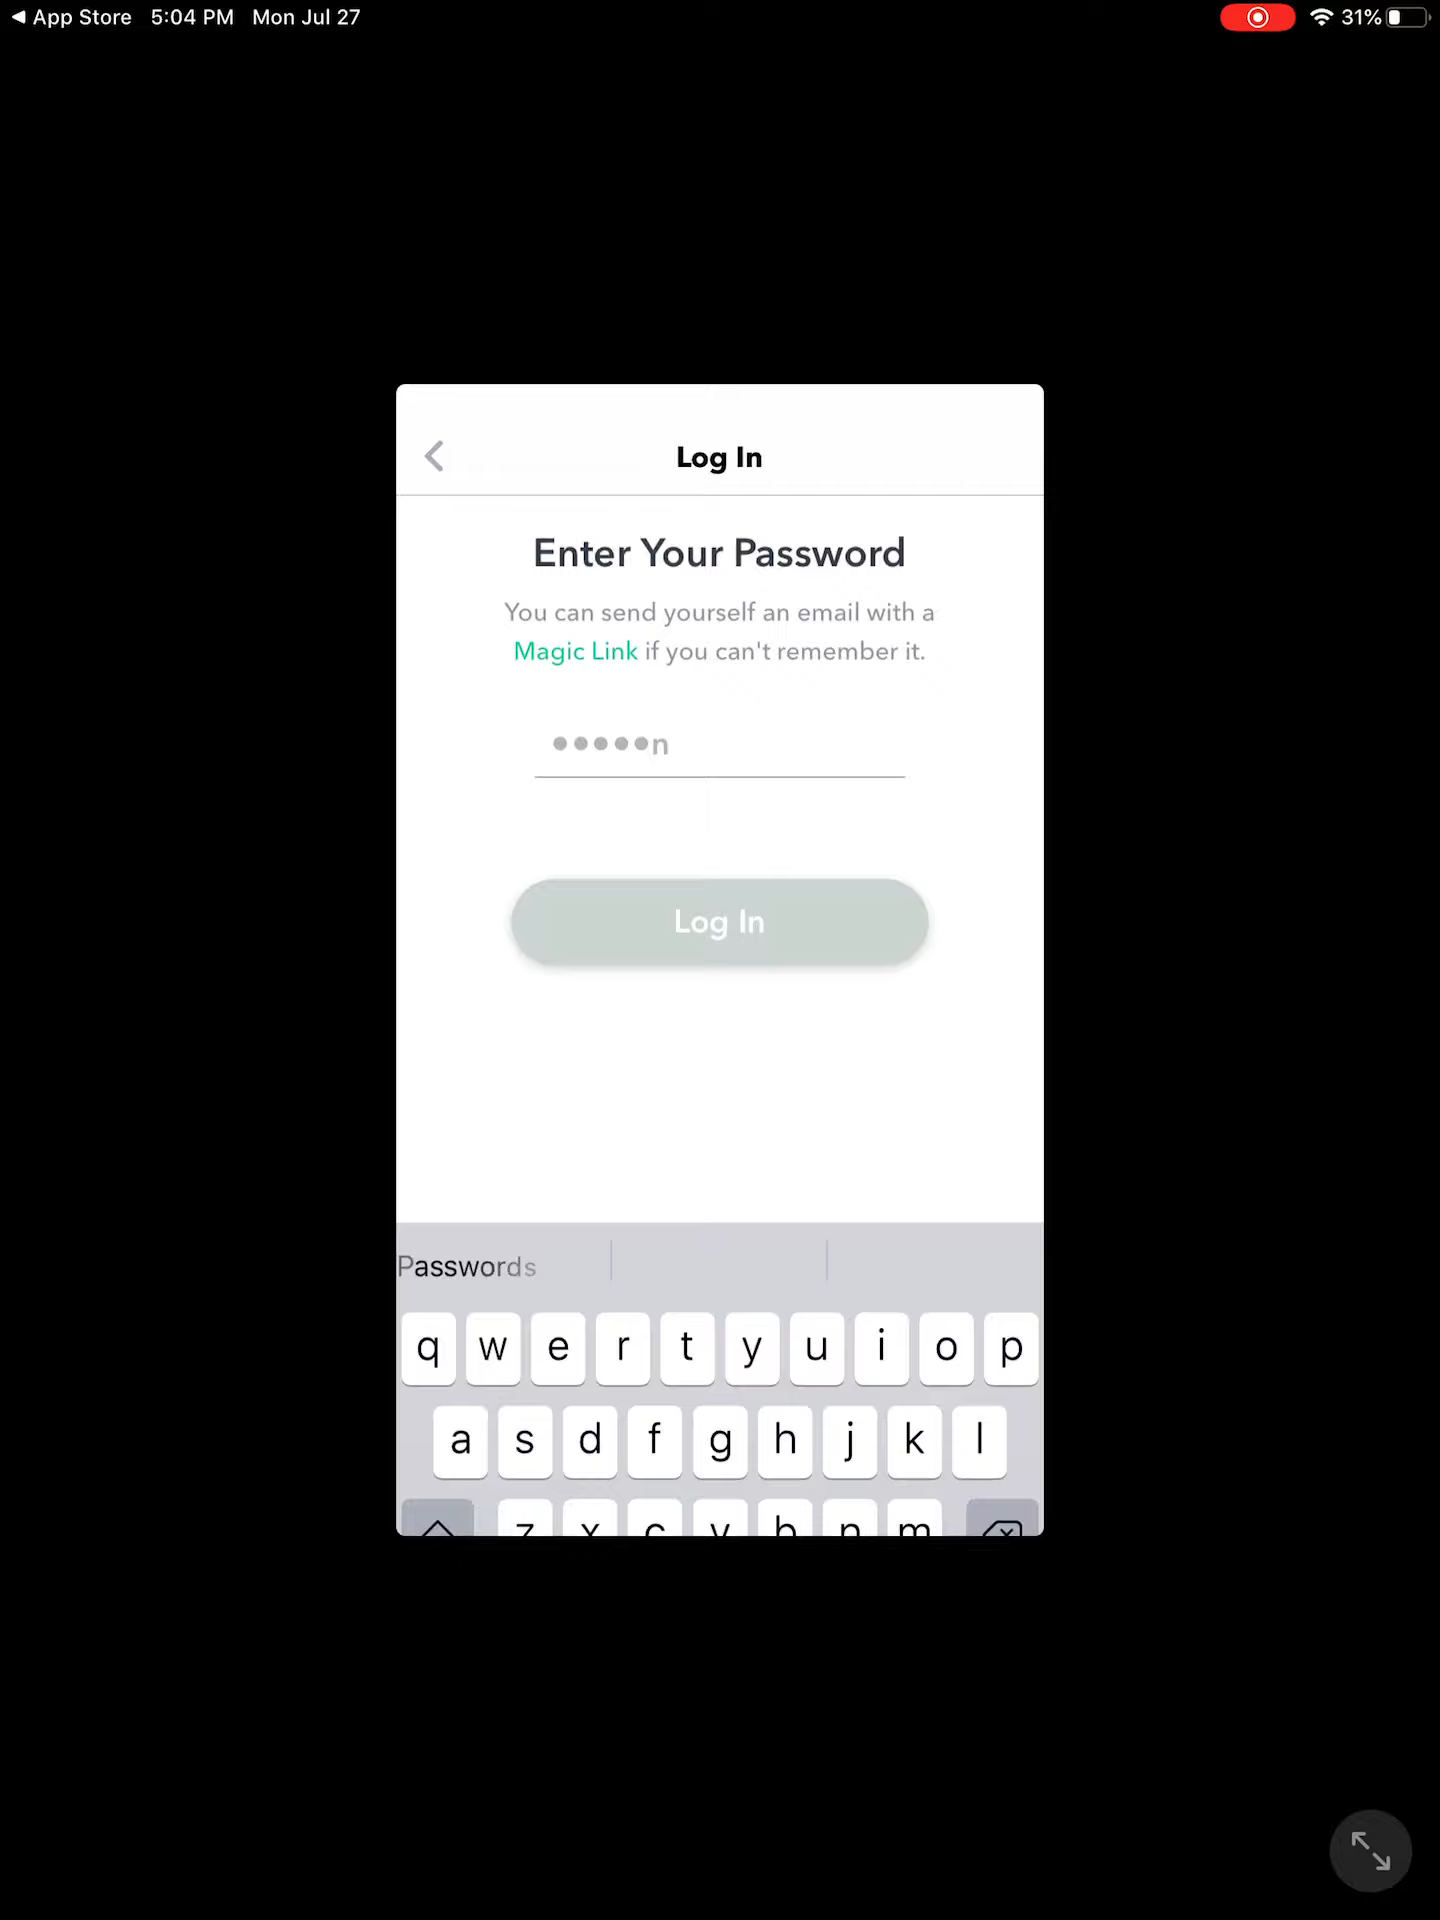 App Store 5:04 PM Mon Jul 27 31%
Log In
Enter Your Password
You can send yourself an email with a
Magic Link if you can't remember it.
●●●●●n
Log In
Passwords
q w e r t y u i o p
a s d f g h j k l
z x c v b n m